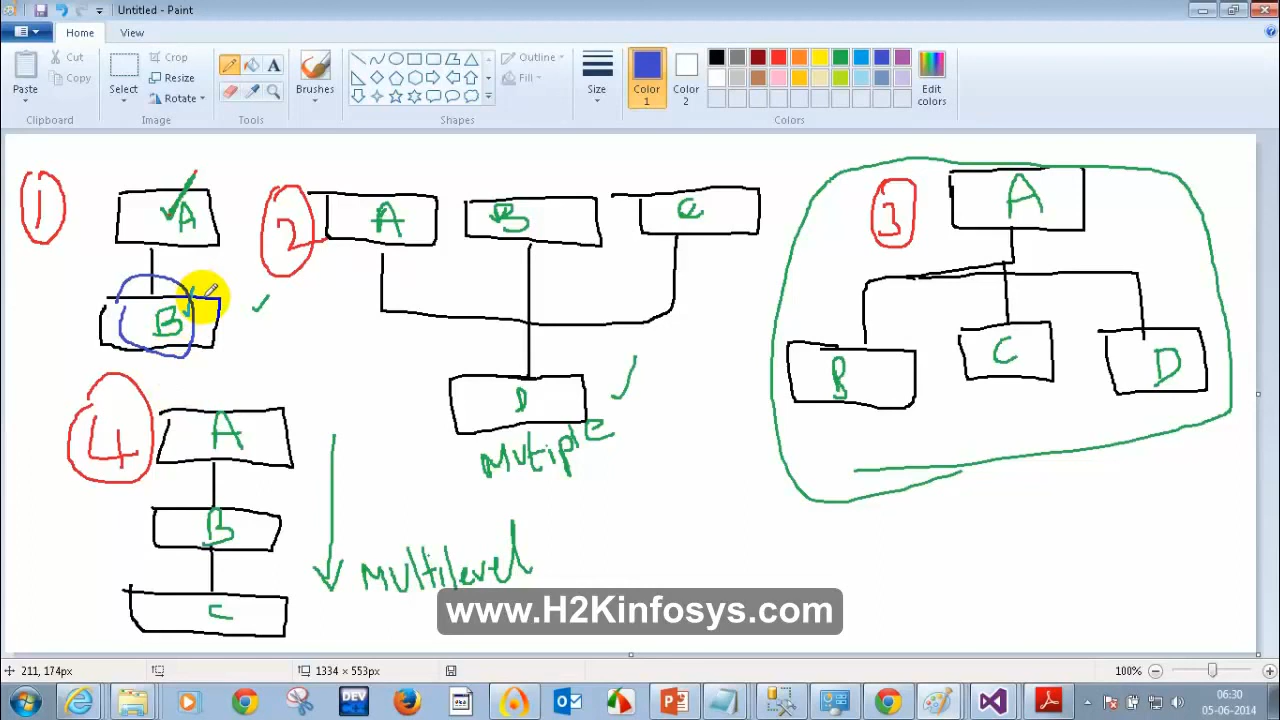 Untitled - Paint
Home
View
Paste
Cut
Copy
Clipboard
Select
Crop
Resize
Rotate
Image
Tools
Brushes
Shapes
Outline
Fill
Size
Color 1
Color 2
Colors
Edit colors
1
A
B
2
A
B
C
D
Mutiple
3
A
B
C
D
4
A
B
C
Multilevel
www.H2Kinfosys.com
211, 174px
1334 × 553px
100%
DEV
06:30
05-06-2014